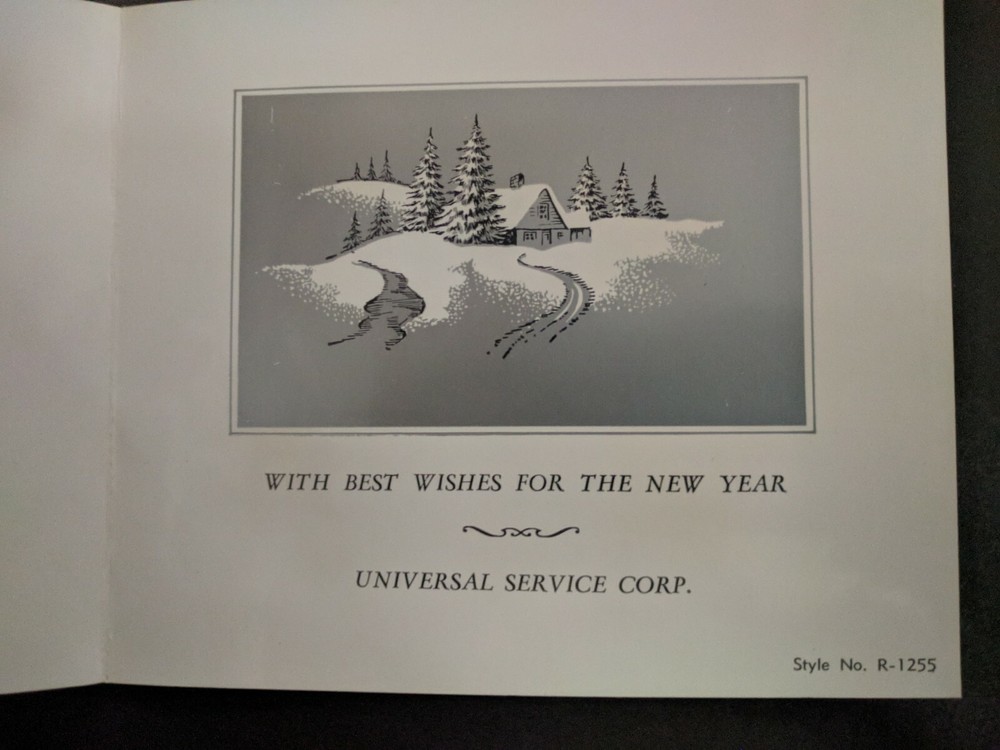 WITH BEST WISHES FOR THE NEW YEAR
UNIVERSAL SERVICE CORP.
Style No. R-1255